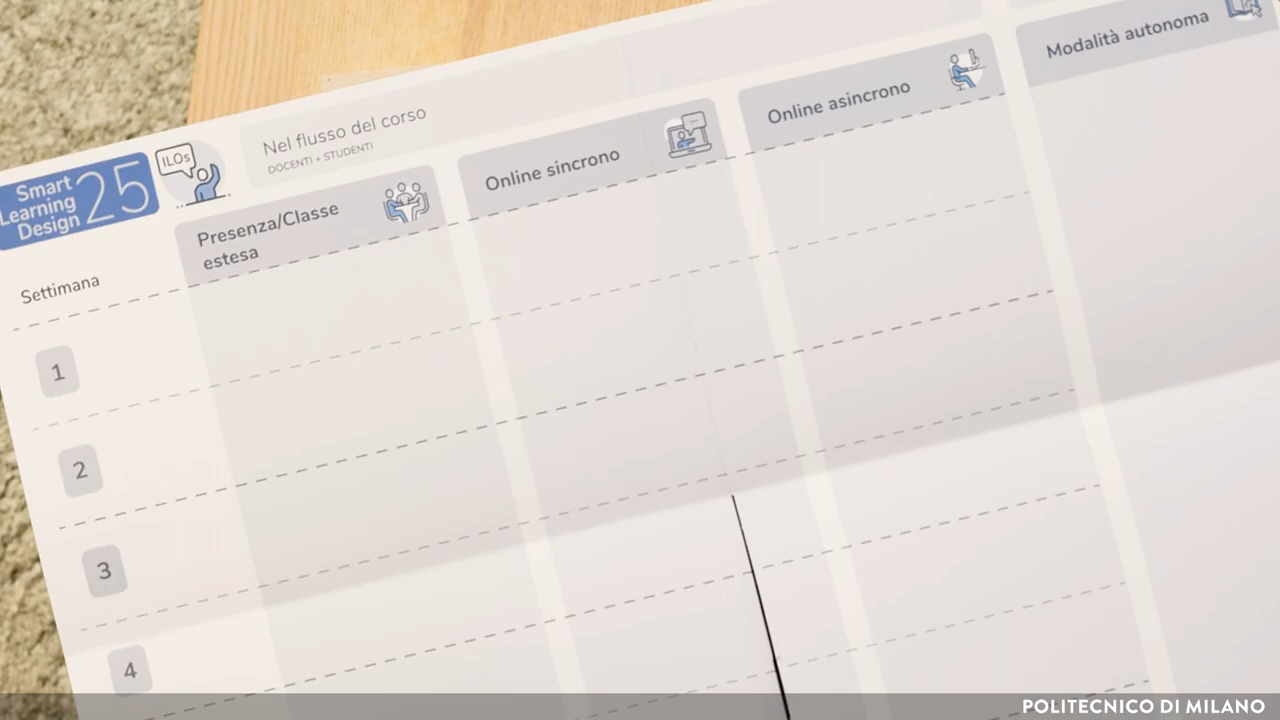 Smart
Learning
Design
25
ILOs
Nel flusso del corso
DOCENTI + STUDENTI
Settimana
Presenza/Classe
estesa
Online sincrono
Online asincrono
Modalità autonoma
1
2
3
4
POLITECNICO DI MILANO